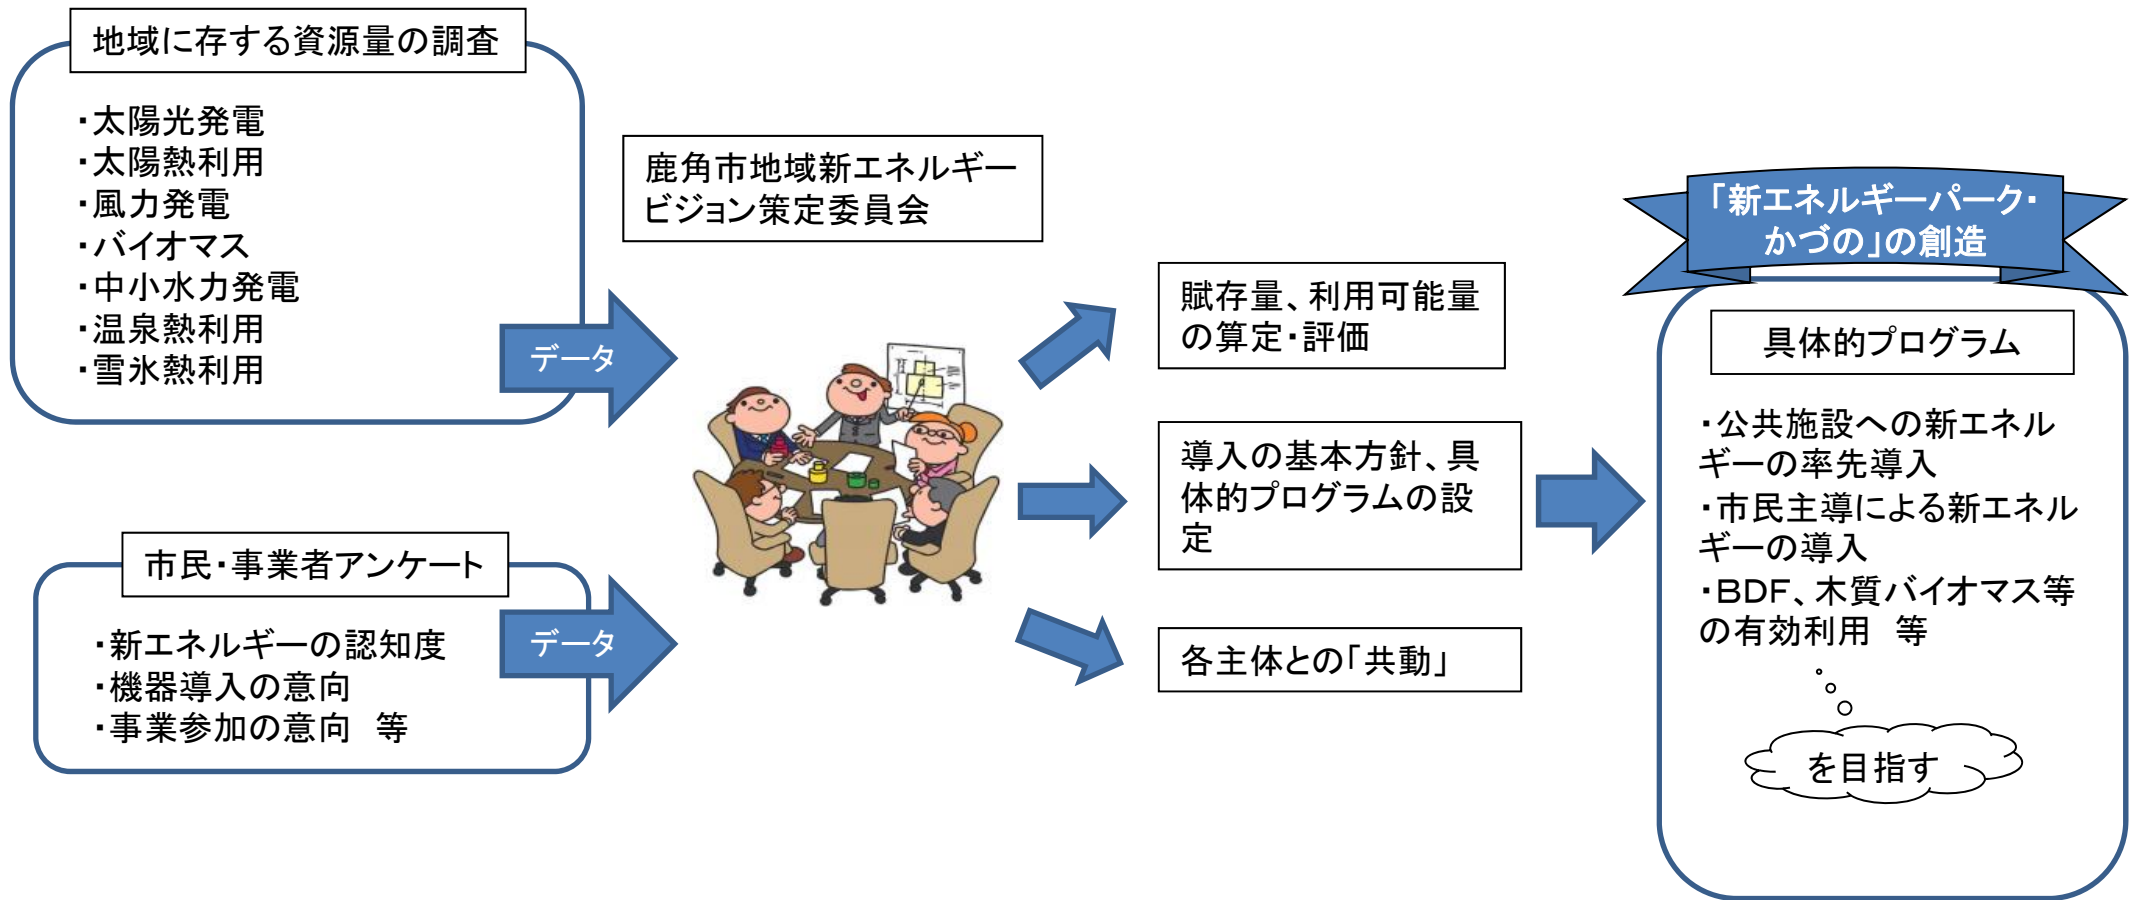 地域に存する資源量の調査
・太陽光発電
・太陽熱利用
・風力発電
・バイオマス
・中小水力発電
・温泉熱利用
・雪氷熱利用
データ
市民・事業者アンケート
・新エネルギーの認知度
・機器導入の意向
・事業参加の意向　等
データ
鹿角市地域新エネルギー
ビジョン策定委員会
賦存量、利用可能量
の算定・評価
導入の基本方針、具
体的プログラムの設
定
各主体との「共動」
「新エネルギーパーク・
かづの」の創造
具体的プログラム
・公共施設への新エネル
ギーの率先導入
・市民主導による新エネル
ギーの導入
・BDF、木質バイオマス等
の有効利用　等
を目指す